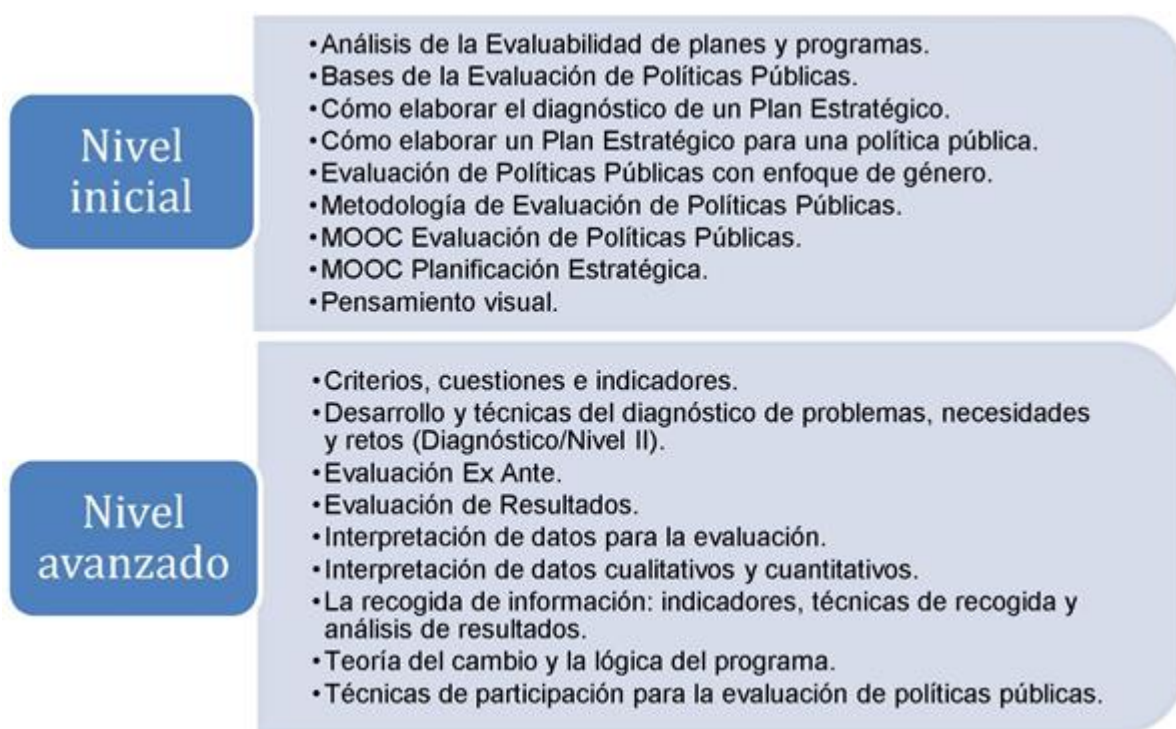 Nivel
inicial
•Análisis de la Evaluabilidad de planes y programas.
•Bases de la Evaluación de Políticas Públicas.
•Cómo elaborar el diagnóstico de un Plan Estratégico.
•Cómo elaborar un Plan Estratégico para una política pública.
•Evaluación de Políticas Públicas con enfoque de género.
•Metodología de Evaluación de Políticas Públicas.
•MOOC Evaluación de Políticas Públicas.
•MOOC Planificación Estratégica.
•Pensamiento visual.
Nivel
avanzado
•Criterios, cuestiones e indicadores.
•Desarrollo y técnicas del diagnóstico de problemas, necesidades
y retos (Diagnóstico/Nivel II).
•Evaluación Ex Ante.
•Evaluación de Resultados.
•Interpretación de datos para la evaluación.
•Interpretación de datos cualitativos y cuantitativos.
•La recogida de información: indicadores, técnicas de recogida y
análisis de resultados.
•Teoría del cambio y la lógica del programa.
•Técnicas de participación para la evaluación de políticas públicas.